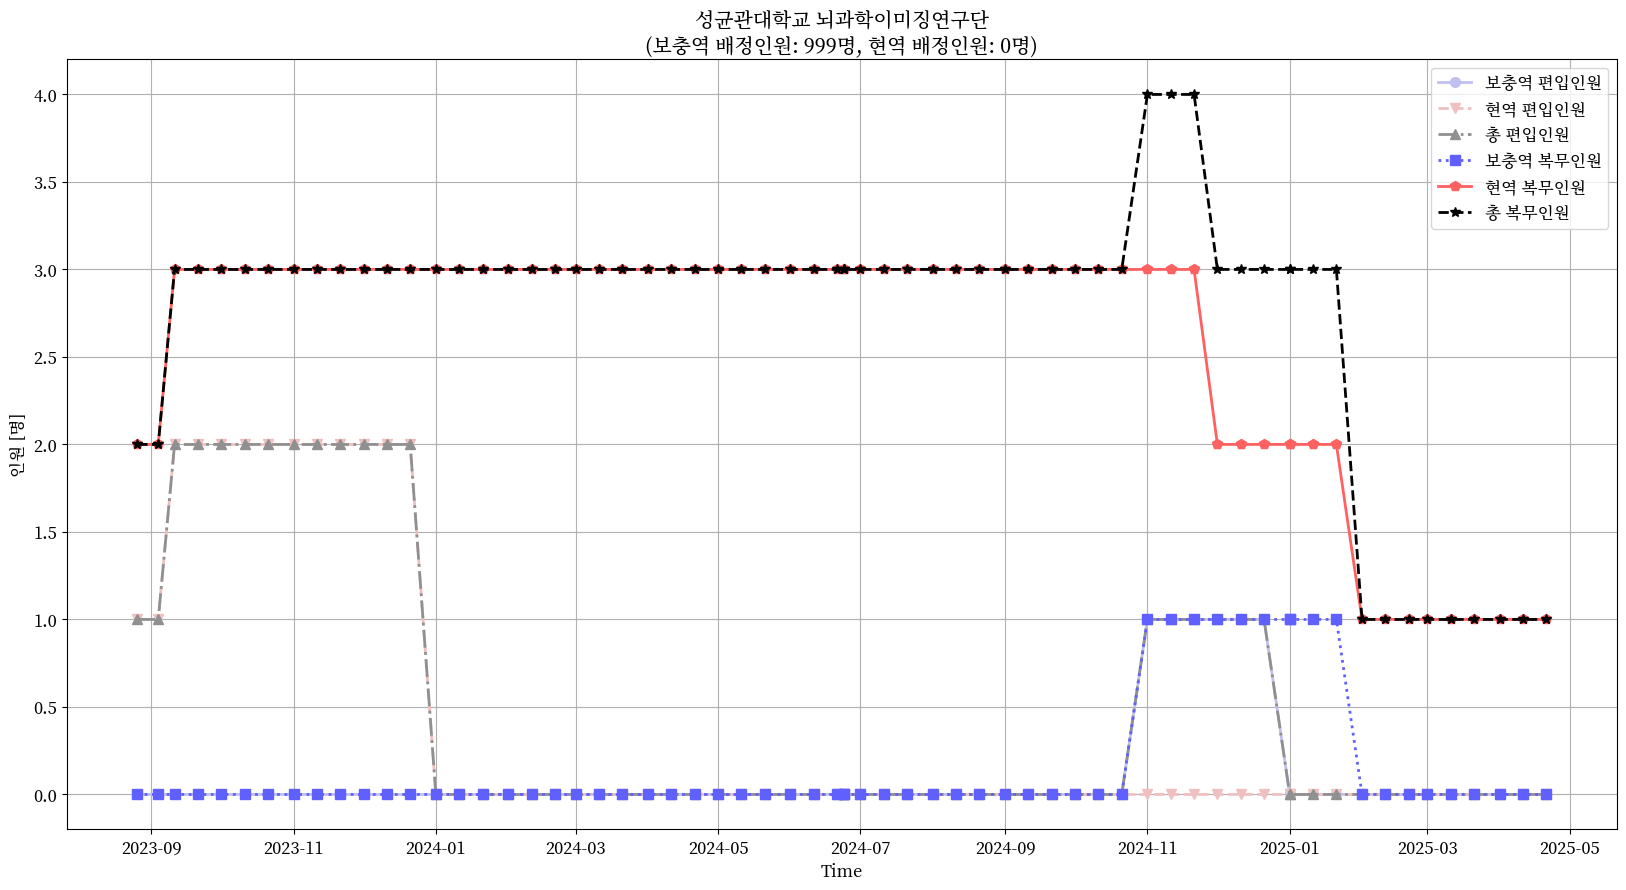 성균관대학교 뇌과학이미징연구단
(보충역 배정인원: 999명, 현역 배정인원: 0명)
보충역 편입인원
현역 편입인원
총 편입인원
보충역 복무인원
현역 복무인원
총 복무인원
인원 [명]
4.0
3.5
3.0
2.5
2.0
1.5
1.0
0.5
0.0
2023-09
2023-11
2024-01
2024-03
2024-05
2024-07
2024-09
2024-11
2025-01
2025-03
2025-05
Time